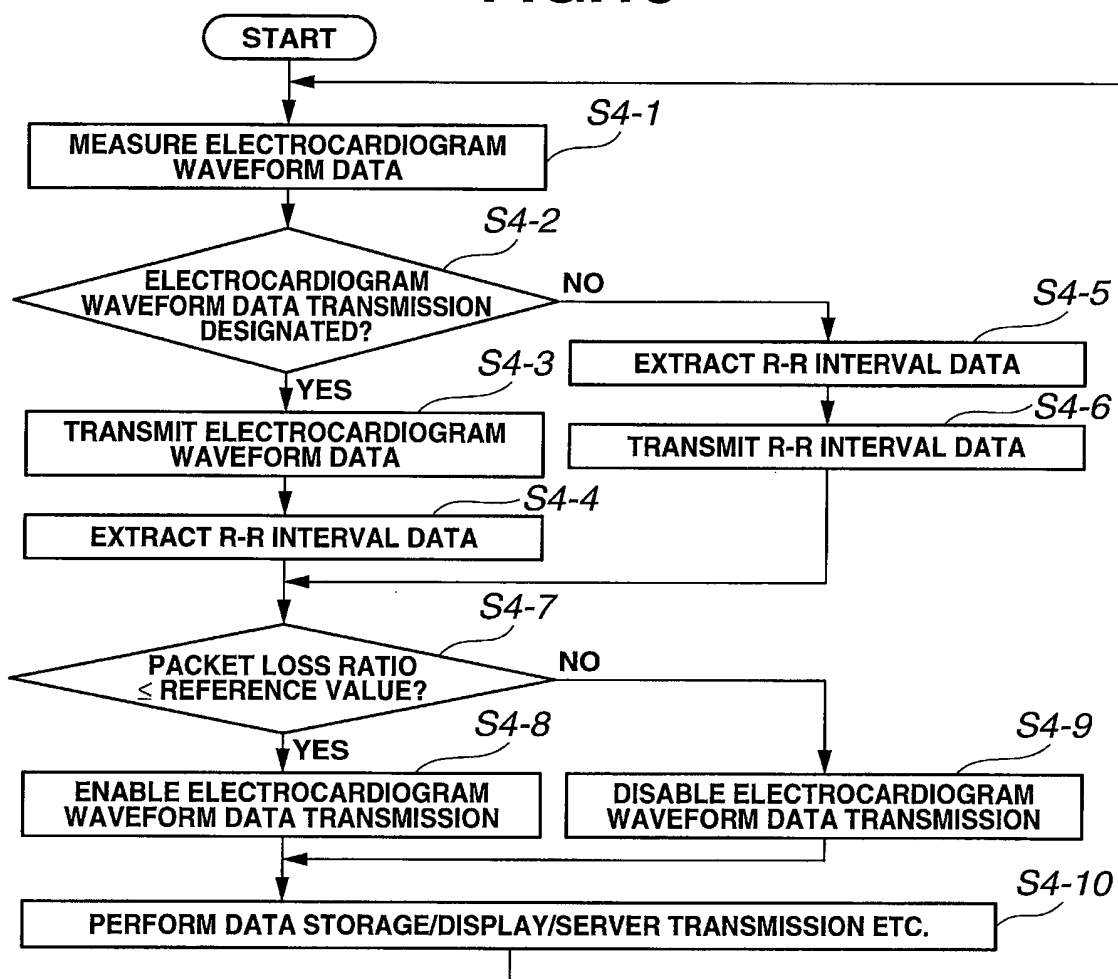 START
S4-1
MEASURE ELECTROCARDIOGRAM
WAVEFORM DATA
S4-2
ELECTROCARDIOGRAM
WAVEFORM DATA TRANSMISSION
DESIGNATED?
NO
S4-5
EXTRACT R-R INTERVAL DATA
YES
S4-3
S4-6
TRANSMIT ELECTROCARDIOGRAM
WAVEFORM DATA
TRANSMIT R-R INTERVAL DATA
S4-4
EXTRACT R-R INTERVAL DATA
S4-7
PACKET LOSS RATIO
≤ REFERENCE VALUE?
NO
YES
S4-8
S4-9
ENABLE ELECTROCARDIOGRAM
WAVEFORM DATA TRANSMISSION
DISABLE ELECTROCARDIOGRAM
WAVEFORM DATA TRANSMISSION
S4-10
PERFORM DATA STORAGE/DISPLAY/SERVER TRANSMISSION ETC.